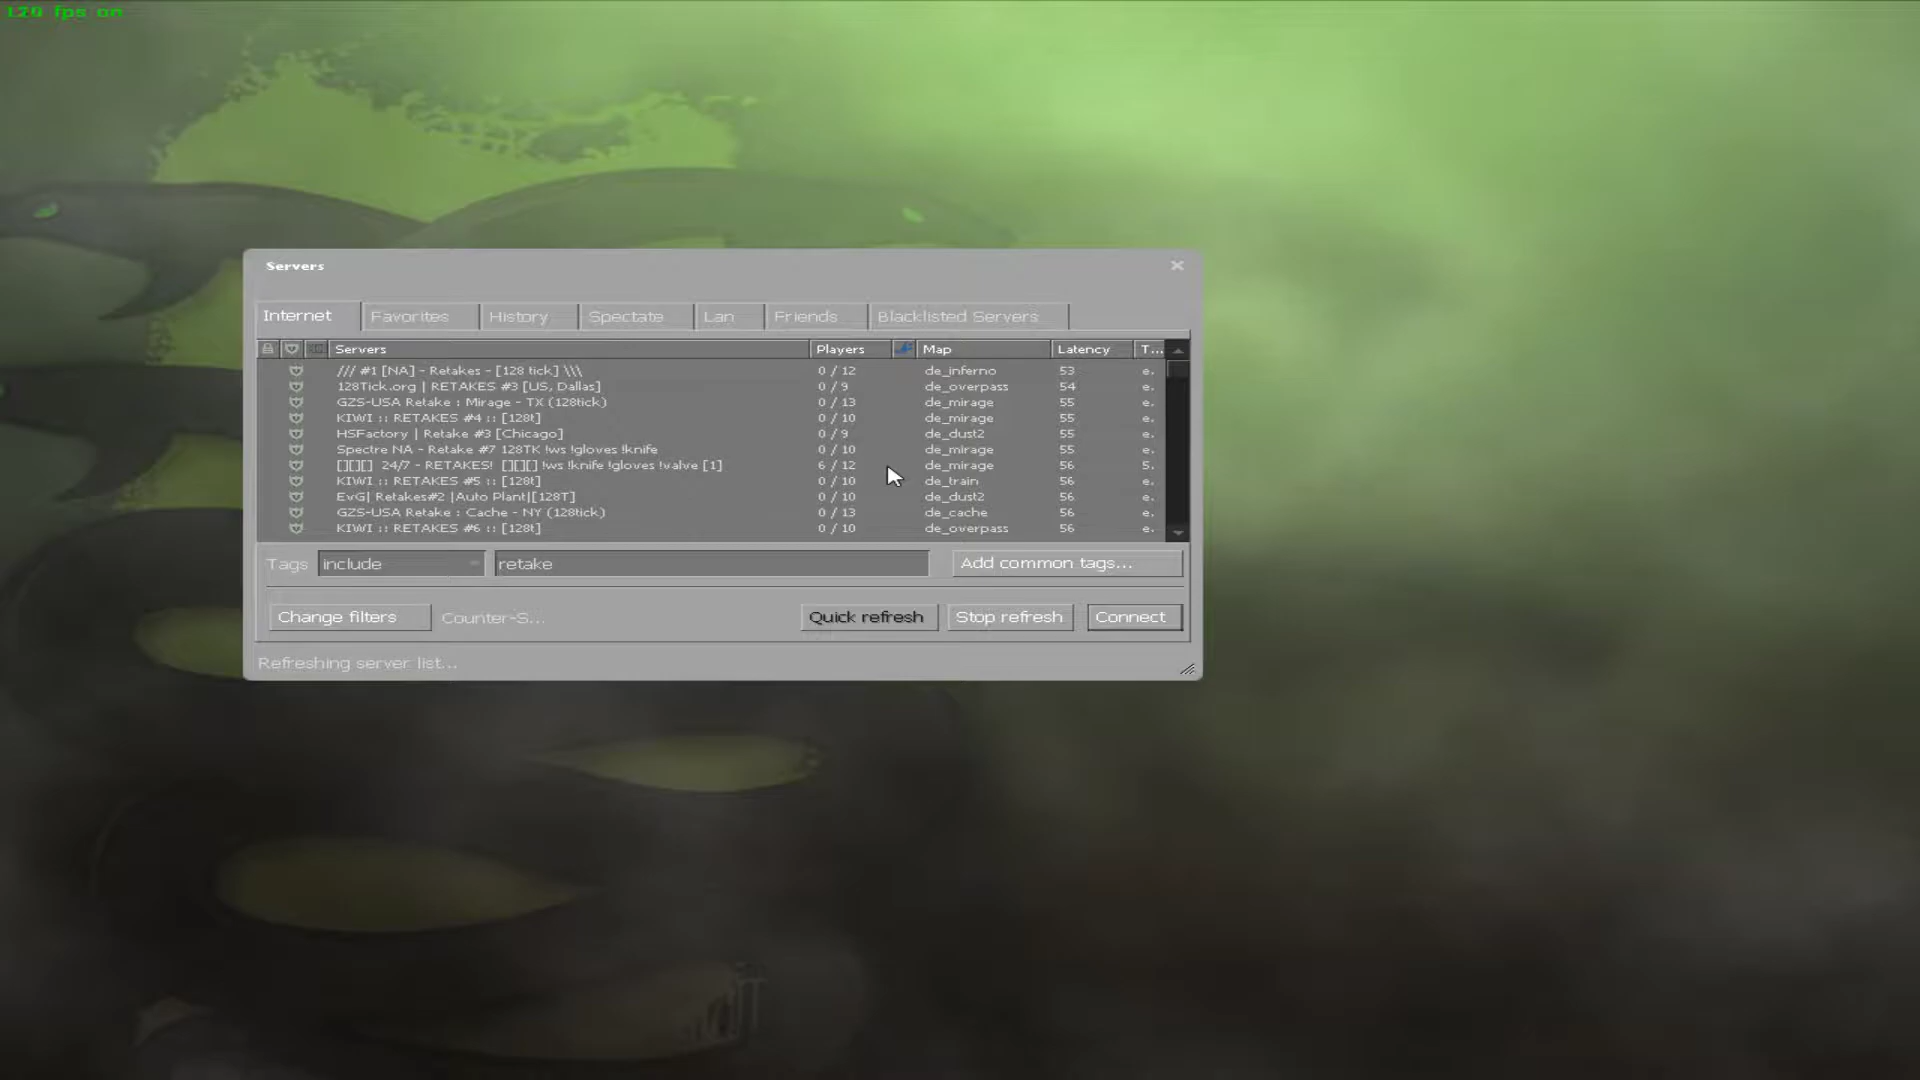 120 fps on
Servers
Internet Favorites History Spectate Lan Friends Blacklisted Servers
Servers Players Map Latency T...
/// #1 [NA] - Retakes - [128 tick] \\\ 0 / 12 de_inferno 53 e.
128Tick.org | RETAKES #3 [US, Dallas] 0 / 9 de_overpass 54 e.
GZS-USA Retake : Mirage - TX (128tick) 0 / 13 de_mirage 55 e.
KIWI :: RETAKES #4 :: [128t] 0 / 10 de_mirage 55 e.
HSFactory | Retake #3 [Chicago] 0 / 9 de_dust2 55 e.
Spectre NA - Retake #7 128TK !ws !gloves !knife 0 / 10 de_mirage 55 e.
[][][] 24/7 - RETAKES! [][][] !ws !knife !gloves !valve [1] 6 / 12 de_mirage 56 5.
KIWI :: RETAKES #5 :: [128t] 0 / 10 de_train 56 e.
EvG| Retakes#2 |Auto Plant|[128T] 0 / 10 de_dust2 56 e.
GZS-USA Retake : Cache - NY (128tick) 0 / 13 de_cache 56 e.
KIWI :: RETAKES #6 :: [128t] 0 / 10 de_overpass 56 e.
Tags include retake Add common tags...
Change filters Counter-S... Quick refresh Stop refresh Connect
Refreshing server list...